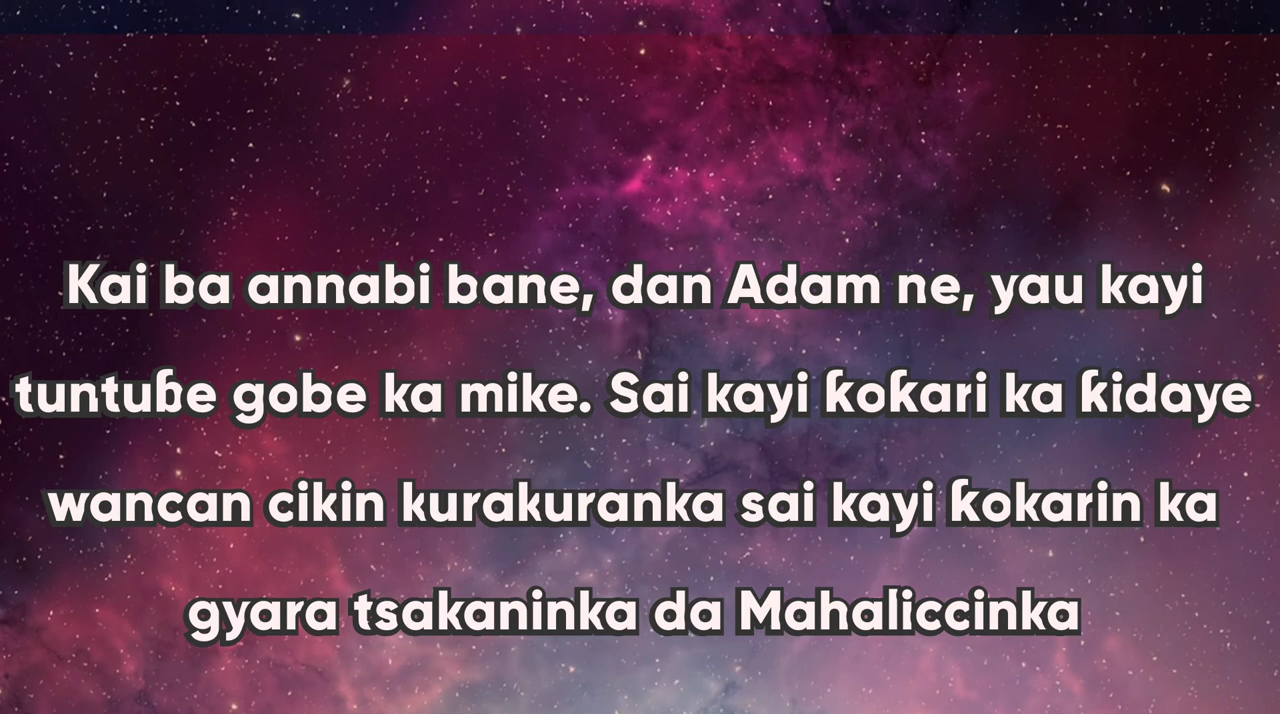 Kai ba annabi bane, dan Adam ne, yau kayi
tuntuɓe gobe ka mike. Sai kayi ƙoƙari ka ƙidaye
wancan cikin kurakuranka sai kayi ƙokarin ka
gyara tsakaninka da Mahaliccinka